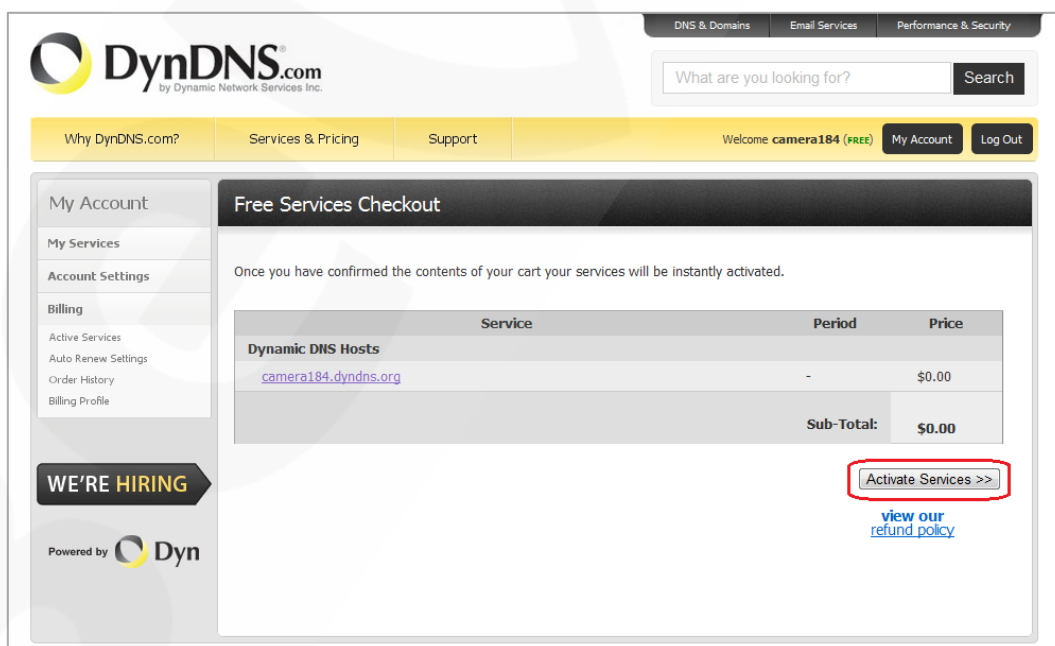 DNS & Domains Email Services Performance & Security
DynDNS.com
by Dynamic Network Services Inc.
What are you looking for? Search
Why DynDNS.com? Services & Pricing Support Welcome camera184 (FREE) My Account Log Out
My Account
My Services
Account Settings
Billing
Active Services
Auto Renew Settings
Order History
Billing Profile
WE'RE HIRING
Powered by Dyn
Free Services Checkout
Once you have confirmed the contents of your cart your services will be instantly activated.
Service Period Price
Dynamic DNS Hosts
camera184.dyndns.org - $0.00
Sub-Total: $0.00
Activate Services >>
view our
refund policy